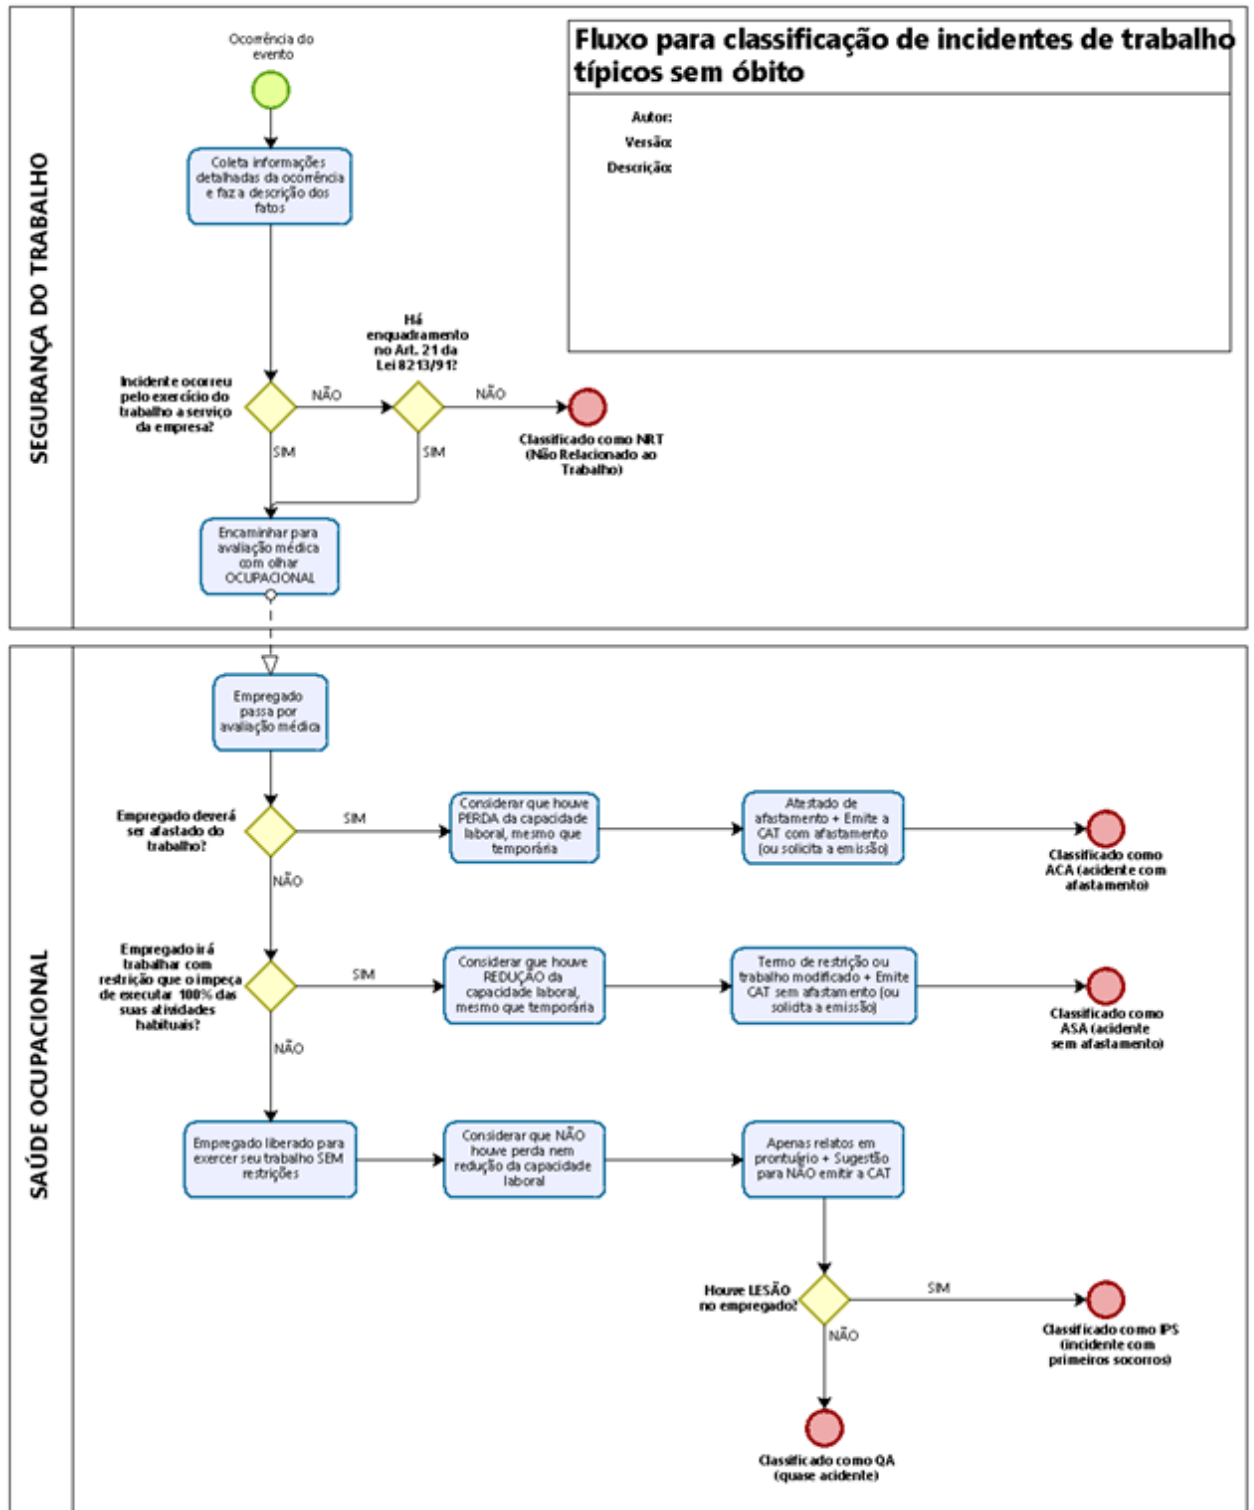 Fluxo para classificação de incidentes de trabalho
típicos sem óbito
Autor:
Versão:
Descrição:
SEGURANÇA DO TRABALHO
Ocorrência do
evento
Coleta informações
detalhadas da ocorrência
e faz a descrição dos
fatos
Incidente ocorreu
pelo exercício do
trabalho a serviço
da empresa?
NÃO
SIM
Há
enquadramento
no Art. 21 da
Lei 8213/91?
NÃO
SIM
Classificado como NRT
(Não Relacionado ao
Trabalho)
Encaminhar para
avaliação médica
com olhar
OCUPACIONAL
SAÚDE OCUPACIONAL
Empregado
passa por
avaliação médica
Empregado deverá
ser afastado do
trabalho?
SIM
NÃO
Considerar que houve
PERDA da capacidade
laboral, mesmo que
temporária
Atestado de
afastamento + Emite a
CAT com afastamento
(ou solicita a emissão)
Classificado como
ACA (acidente com
afastamento)
Empregado irá
trabalhar com
restrição que o impeça
de executar 100% das
suas atividades
habituais?
SIM
NÃO
Considerar que houve
REDUÇÃO da
capacidade laboral,
mesmo que temporária
Termo de restrição ou
trabalho modificado + Emite
CAT sem afastamento (ou
solicita a emissão)
Classificado como
ASA (acidente
sem afastamento)
Empregado liberado para
exercer seu trabalho SEM
restrições
Considerar que NÃO
houve perda nem
redução da capacidade
laboral
Apenas relatos em
prontuário + Sugestão
para NÃO emitir a CAT
Houve LESÃO
no empregado?
SIM
NÃO
Classificado como IPS
(incidente com
primeiros socorros)
Classificado como QA
(quase acidente)